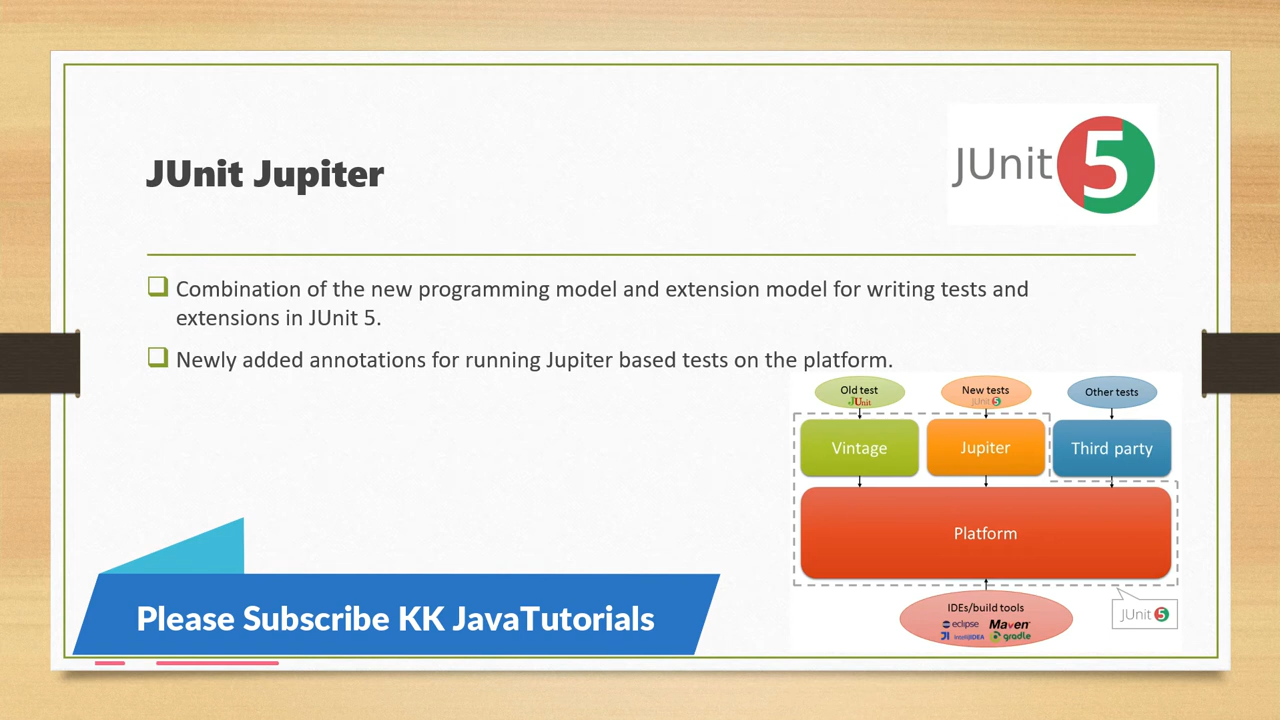 JUnit 5
JUnit Jupiter
Combination of the new programming model and extension model for writing tests and
extensions in JUnit 5.
Newly added annotations for running Jupiter based tests on the platform.
Old test
JUnit
New tests
JUnit 5
Other tests
Vintage
Jupiter
Third party
Platform
IDEs/build tools
eclipse
Maven
IntelliJIDEA
gradle
JUnit 5
Please Subscribe KK JavaTutorials